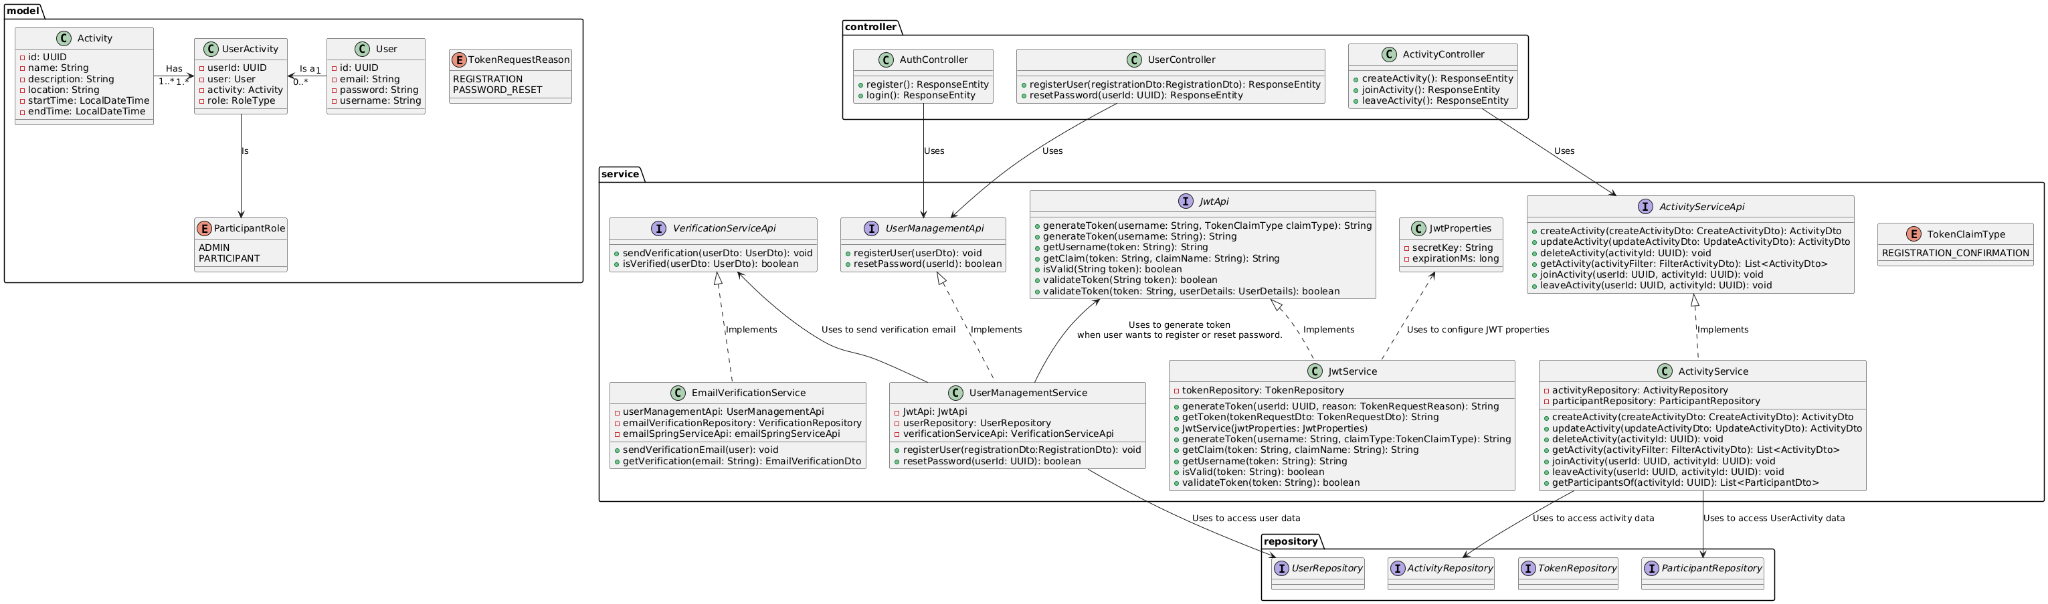 model
Activity
id: UUID
name: String
description: String
location: String
startTime: LocalDateTime
endTime: LocalDateTime
Has
1..* 1..*
UserActivity
userId: UUID
user: User
activity: Activity
role: RoleType
Is a 1
0..*
User
id: UUID
email: String
password: String
username: String
TokenRequestReason
REGISTRATION
PASSWORD_RESET
Is
ParticipantRole
ADMIN
PARTICIPANT
controller
AuthController
register(): ResponseEntity
login(): ResponseEntity
UserController
registerUser(registrationDto:RegistrationDto): ResponseEntity
resetPassword(userId: UUID): ResponseEntity
ActivityController
createActivity(): ResponseEntity
joinActivity(): ResponseEntity
leaveActivity(): ResponseEntity
Uses
Uses
Uses
service
VerificationServiceApi
sendVerification(userDto: UserDto): void
isVerified(userDto: UserDto): boolean
UserManagementApi
registerUser(userDto): void
resetPassword(userId): boolean
JwtApi
generateToken(username: String, TokenClaimType claimType): String
generateToken(username: String): String
getUsername(token: String): String
getClaim(token: String, claimName: String): String
isValid(String token): boolean
validateToken(String token): boolean
validateToken(token: String, userDetails: UserDetails): boolean
JwtProperties
secretKey: String
expirationMs: long
ActivityServiceApi
createActivity(createActivityDto: CreateActivityDto): ActivityDto
updateActivity(updateActivityDto: UpdateActivityDto): ActivityDto
deleteActivity(activityId: UUID): void
getActivity(activityFilter: FilterActivityDto): List<ActivityDto>
joinActivity(userId: UUID, activityId: UUID): void
leaveActivity(userId: UUID, activityId: UUID): void
TokenClaimType
REGISTRATION_CONFIRMATION
Implements
Uses to send verification email
Implements
Uses to generate token
when user wants to register or reset password.
Implements
Uses to configure JWT properties
Implements
EmailVerificationService
userManagementApi: UserManagementApi
emailVerificationRepository: VerificationRepository
emailSpringServiceApi: emailSpringServiceApi
sendVerificationEmail(user): void
getVerification(email: String): EmailVerificationDto
UserManagementService
JwtApi: JwtApi
userRepository: UserRepository
verificationServiceApi: VerificationServiceApi
registerUser(registrationDto:RegistrationDto): void
resetPassword(userId: UUID): boolean
JwtService
tokenRepository: TokenRepository
generateToken(userId: UUID, reason: TokenRequestReason): String
getToken(tokenRequestDto: TokenRequestDto): String
JwtService(jwtProperties: JwtProperties)
generateToken(username: String, claimType:TokenClaimType): String
getClaim(token: String, claimName: String): String
getUsername(token: String): String
isValid(token: String): boolean
validateToken(token: String): boolean
ActivityService
activityRepository: ActivityRepository
participantRepository: ParticipantRepository
createActivity(createActivityDto: CreateActivityDto): ActivityDto
updateActivity(updateActivityDto: UpdateActivityDto): ActivityDto
deleteActivity(activityId: UUID): void
getActivity(activityFilter: FilterActivityDto): List<ActivityDto>
joinActivity(userId: UUID, activityId: UUID): void
leaveActivity(userId: UUID, activityId: UUID): void
getParticipantsOf(activityId: UUID): List<ParticipantDto>
Uses to access user data
Uses to access activity data
Uses to access UserActivity data
repository
UserRepository
ActivityRepository
TokenRepository
ParticipantRepository